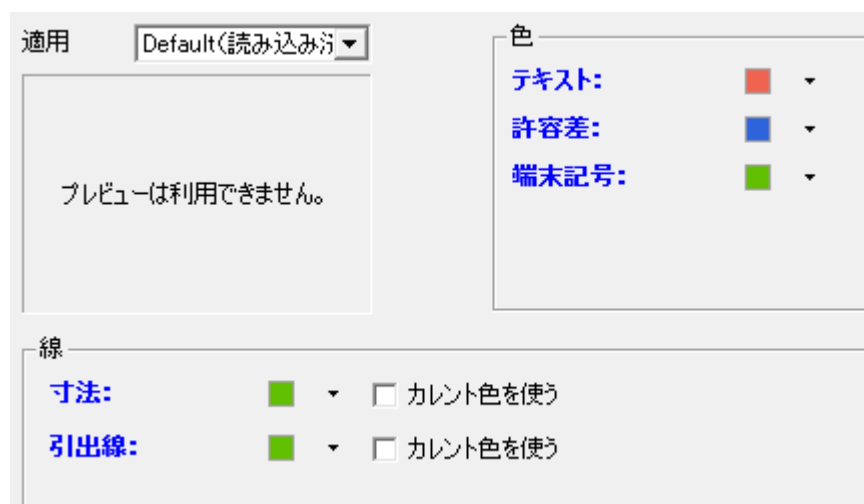 適用
Default(読み込み済
プレビューは利用できません。
色
テキスト:
許容差:
端末記号:
線
寸法:
カレント色を使う
引出線:
カレント色を使う